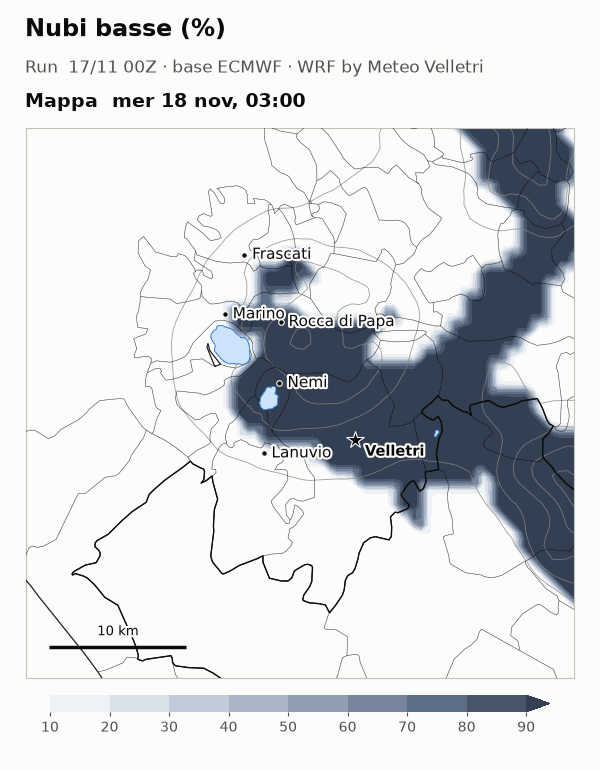 Nubi basse (%)
Run  17/11 00Z · base ECMWF · WRF by Meteo Velletri
Mappa  mer 18 nov, 03:00
Frascati
Marino
Rocca di Papa
Nemi
Velletri
Lanuvio
10 km
10 20 30 40 50 60 70 80 90